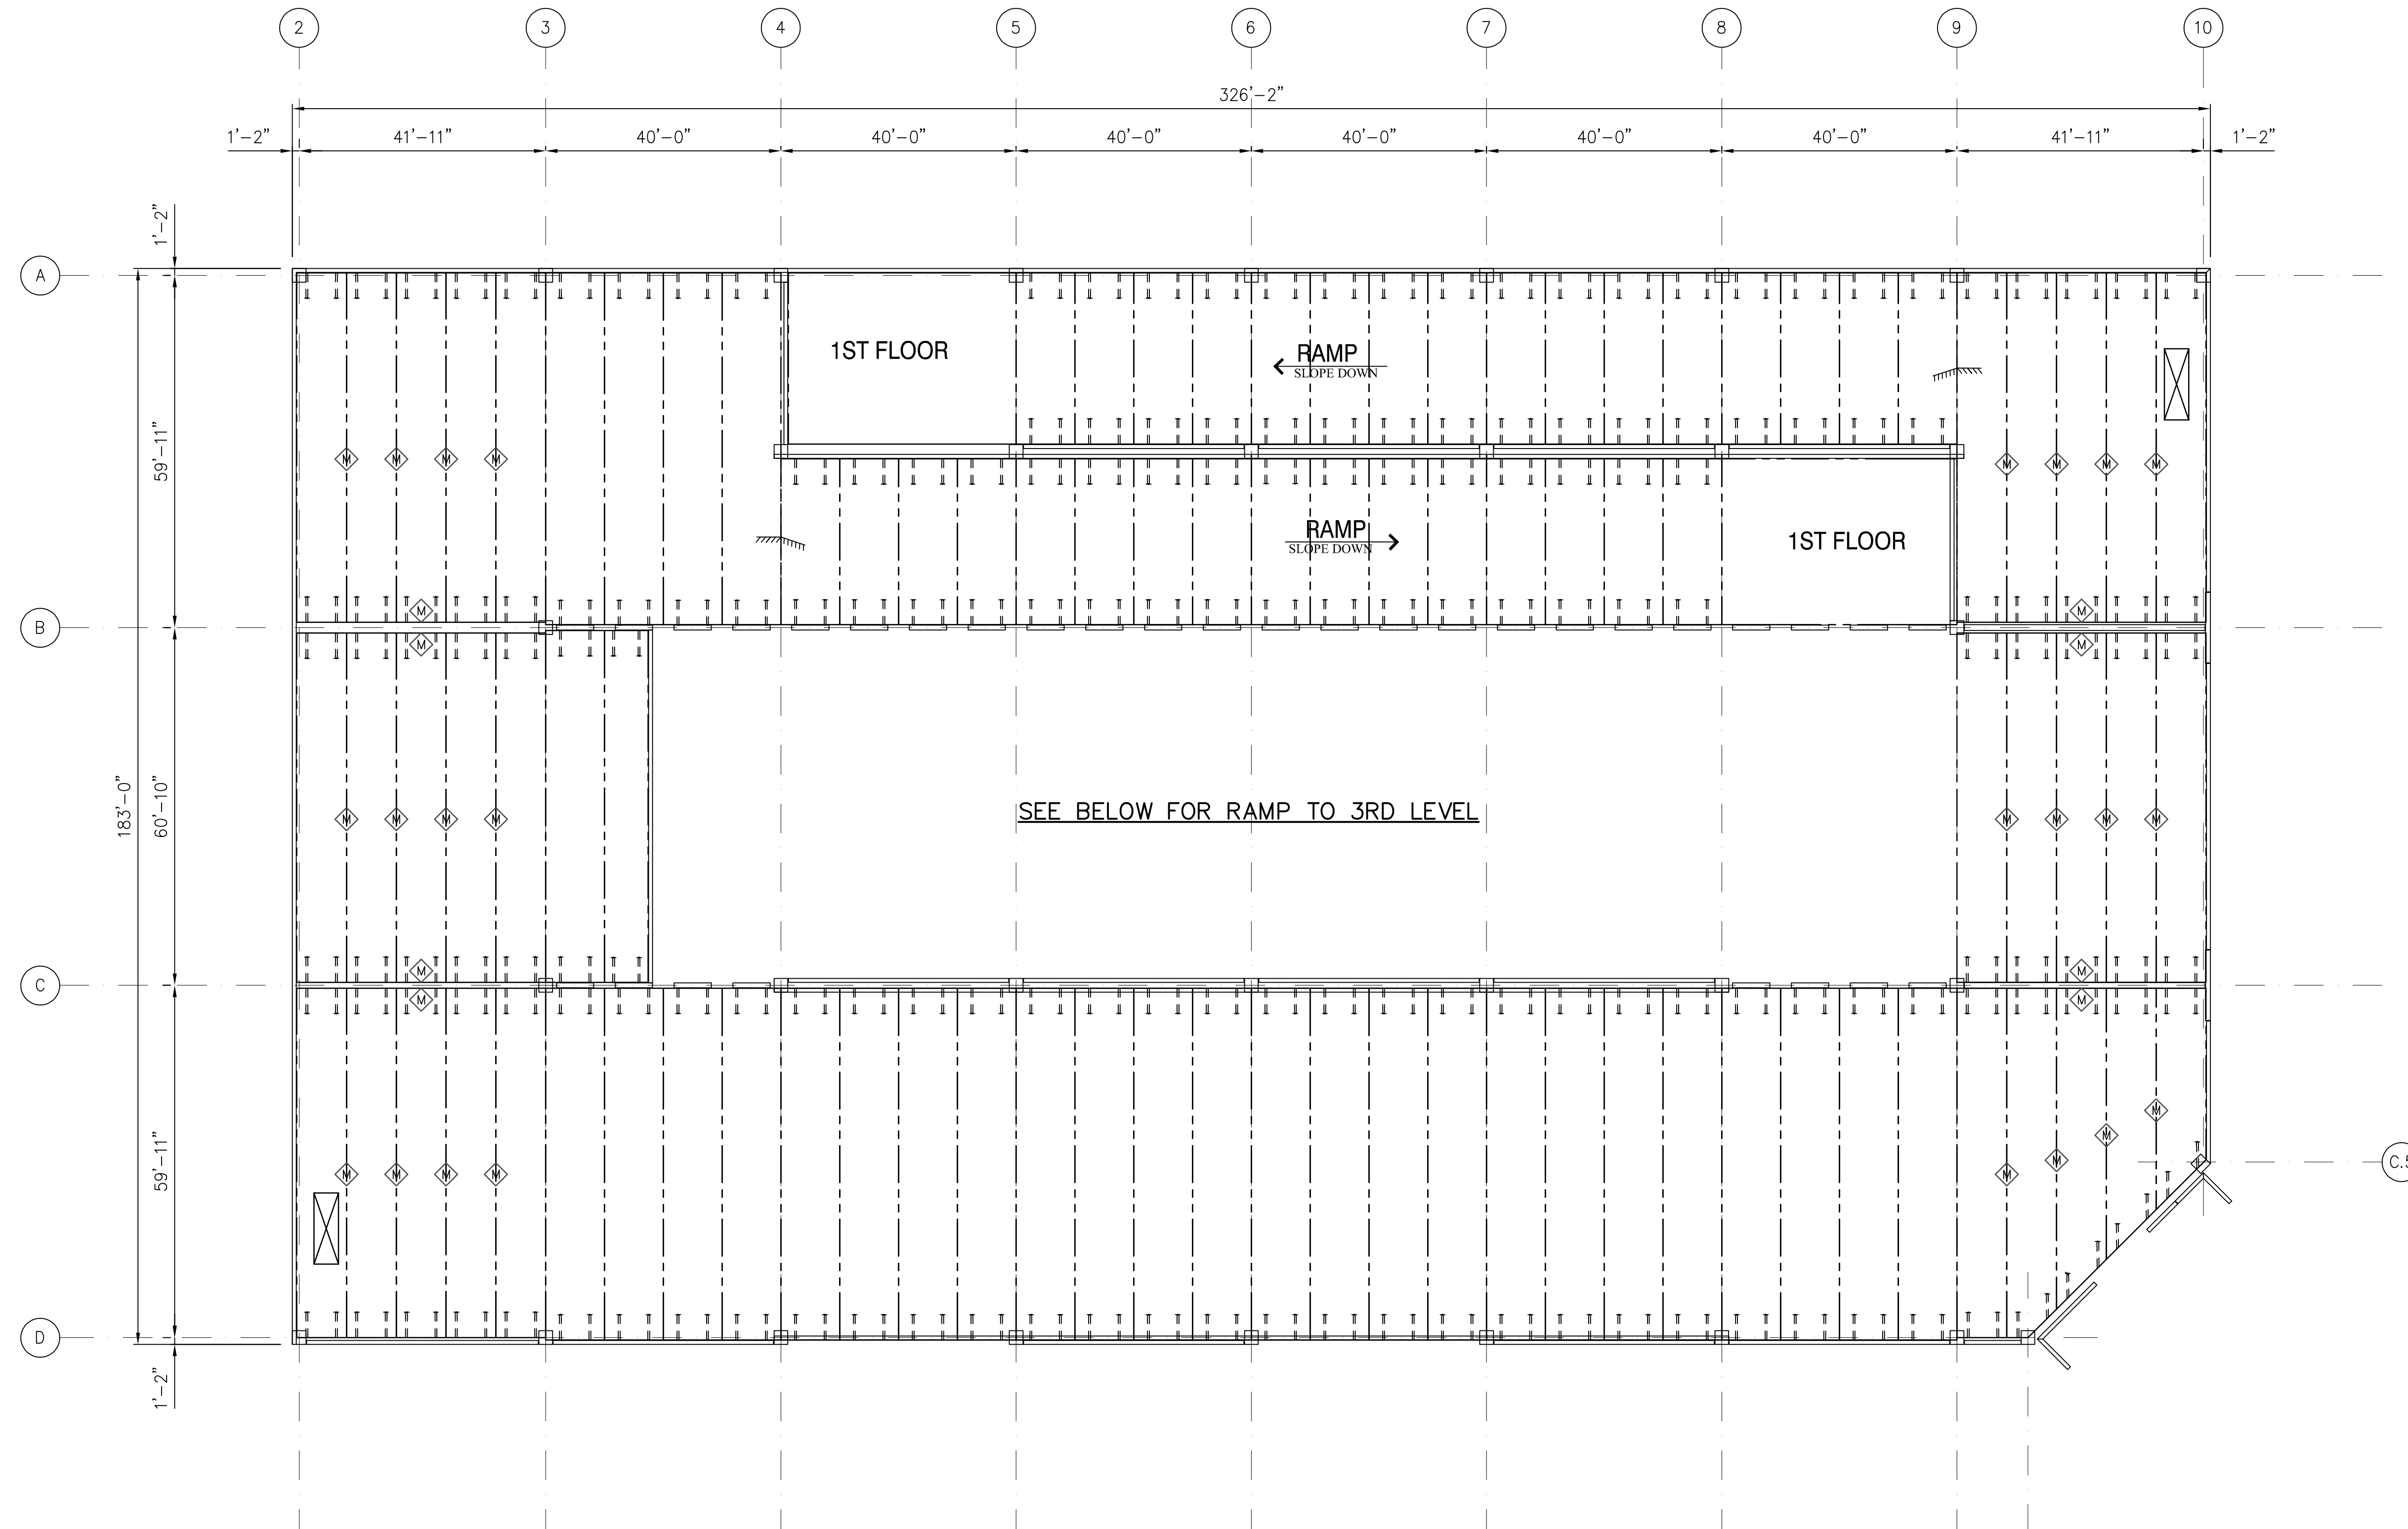 2 3 4 5 6 7 8 9 10
326'-2"
1'-2" 41'-11" 40'-0" 40'-0" 40'-0" 40'-0" 40'-0" 40'-0" 41'-11" 1'-2"
1'-2"
A
1ST FLOOR
RAMP
SLOPE DOWN
59'-11"
M M M M M M M M
RAMP
SLOPE DOWN
1ST FLOOR
M M
B
M M
183'-0"
60'-10"
SEE BELOW FOR RAMP TO 3RD LEVEL
M M M M M M M M
M M
C
M M
59'-11"
M
M
M
C.5
M M M M M
D
1'-2"